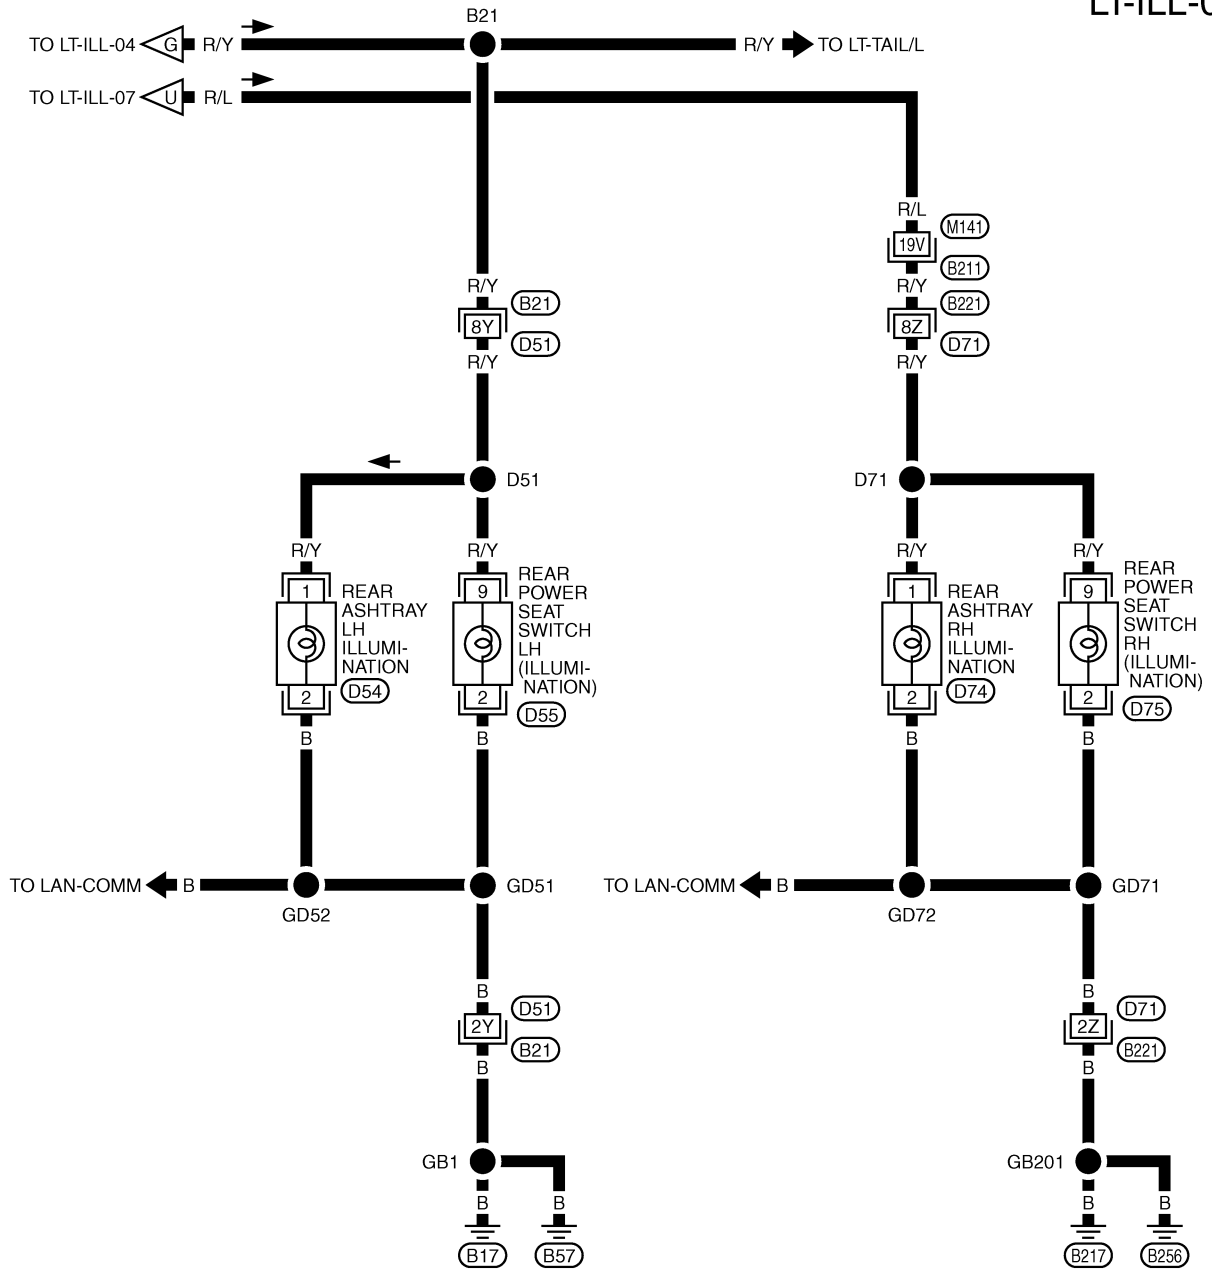 LT-ILL-0
B21
TO LT-ILL-04 G R/Y R/Y TO LT-TAIL/L
TO LT-ILL-07 U R/L
R/L
M141
19V
B211
R/Y R/Y
B21 B221
8Y 8Z
D51 D71
R/Y R/Y
D51 D71
R/Y R/Y R/Y R/Y
1 REAR
ASHTRAY
LH
ILLUMI-
NATION
2 D54
9 REAR
POWER
SEAT
SWITCH
LH
(ILLUMI-
NATION)
2 D55
1 REAR
ASHTRAY
RH
ILLUMI-
NATION
2 D74
9 REAR
POWER
SEAT
SWITCH
RH
(ILLUMI-
NATION)
2 D75
B B B B
TO LAN-COMM B GD51 TO LAN-COMM B GD71
GD52 GD72
B B
D51 D71
2Y 2Z
B21 B221
B B
GB1 GB201
B B B B
B17 B57 B217 B256